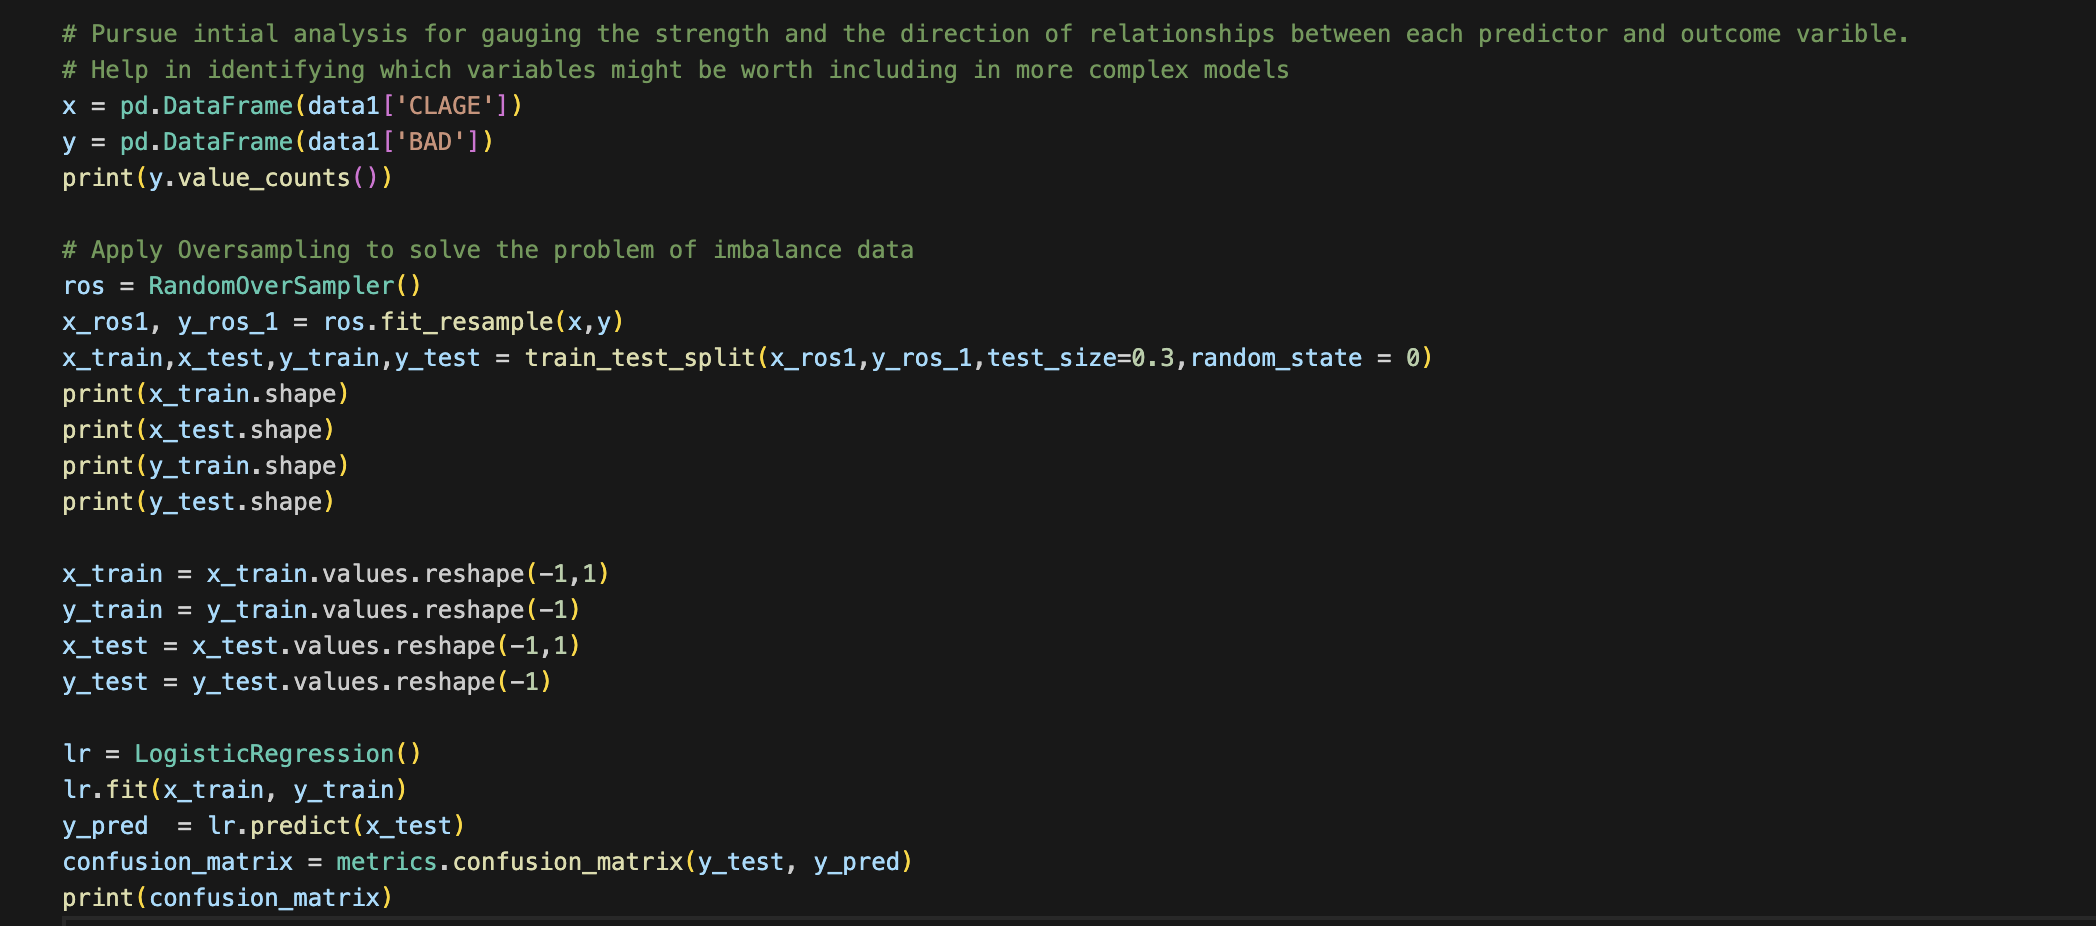 # Pursue intial analysis for gauging the strength and the direction of relationships between each predictor and outcome varible.
# Help in identifying which variables might be worth including in more complex models
x = pd.DataFrame(data1['CLAGE'])
y = pd.DataFrame(data1['BAD'])
print(y.value_counts())
# Apply Oversampling to solve the problem of imbalance data
ros = RandomOverSampler()
x_ros1, y_ros_1 = ros.fit_resample(x,y)
x_train,x_test,y_train,y_test = train_test_split(x_ros1,y_ros_1,test_size=0.3,random_state = 0)
print(x_train.shape)
print(x_test.shape)
print(y_train.shape)
print(y_test.shape)
x_train = x_train.values.reshape(-1,1)
y_train = y_train.values.reshape(-1)
x_test = x_test.values.reshape(-1,1)
y_test = y_test.values.reshape(-1)
lr = LogisticRegression()
lr.fit(x_train, y_train)
y_pred  = lr.predict(x_test)
confusion_matrix = metrics.confusion_matrix(y_test, y_pred)
print(confusion_matrix)